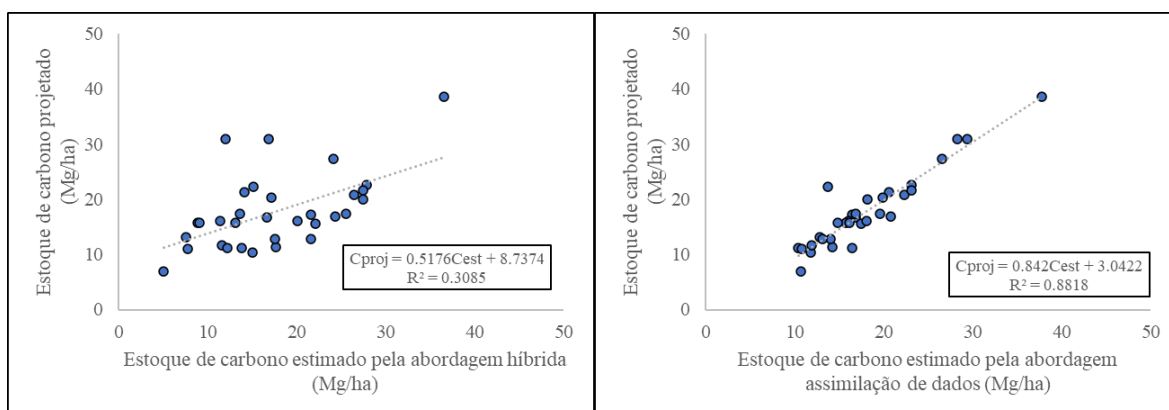 Estoque de carbono projetado
(Mg/ha)
50
40
30
20
10
0
0 10 20 30 40 50
Cproj = 0.5176Cest + 8.7374
R² = 0.3085
Estoque de carbono estimado pela abordagem híbrida
(Mg/ha)
Estoque de carbono projetado
(Mg/ha)
50
40
30
20
10
0
0 10 20 30 40 50
Cproj = 0.842Cest + 3.0422
R² = 0.8818
Estoque de carbono estimado pela abordagem
assimilação de dados (Mg/ha)